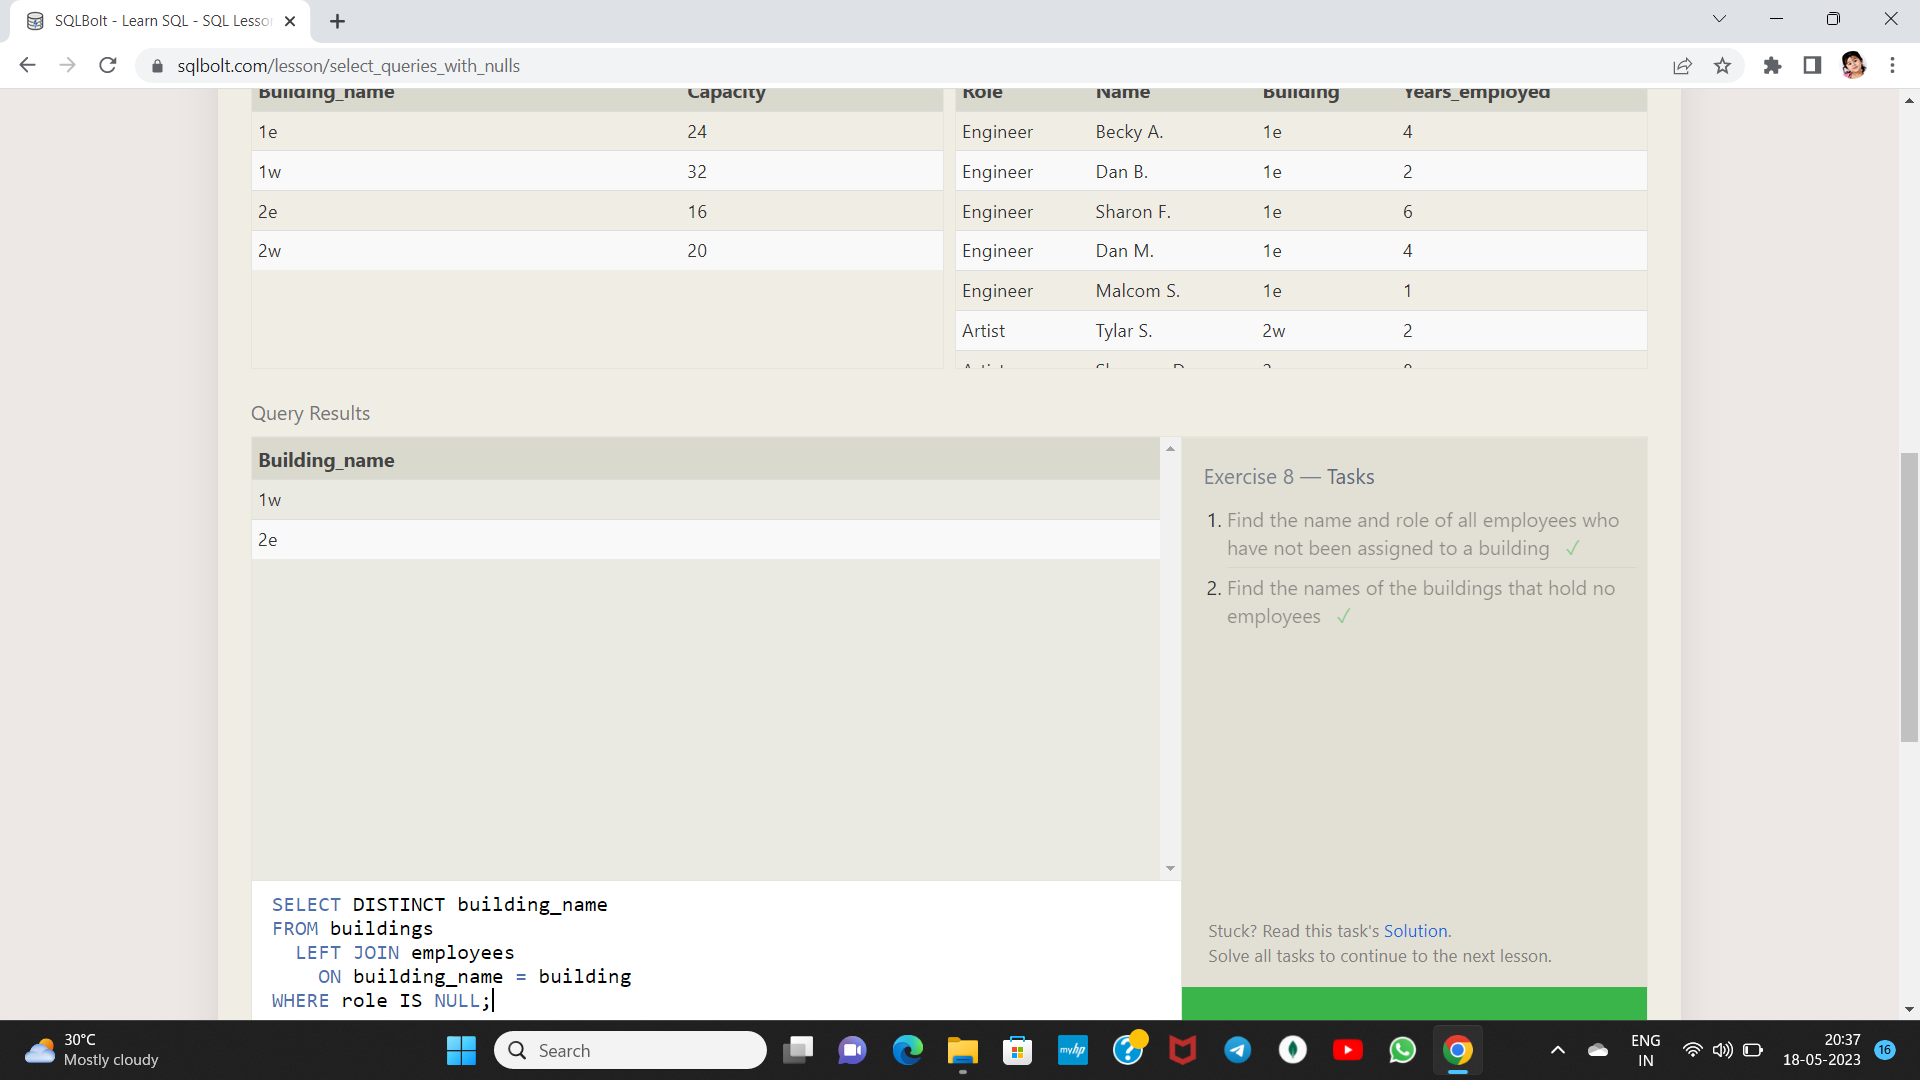 SQLBolt - Learn SQL - SQL Lesson
sqlbolt.com/lesson/select_queries_with_nulls
Building_name Capacity
1e 24
1w 32
2e 16
2w 20
Role Name Building Years_employed
Engineer Becky A. 1e 4
Engineer Dan B. 1e 2
Engineer Sharon F. 1e 6
Engineer Dan M. 1e 4
Engineer Malcom S. 1e 1
Artist Tylar S. 2w 2
Query Results
Building_name
1w
2e
Exercise 8 — Tasks
1. Find the name and role of all employees who
have not been assigned to a building ✓
2. Find the names of the buildings that hold no
employees ✓
Stuck? Read this task's Solution.
Solve all tasks to continue to the next lesson.
SELECT DISTINCT building_name
FROM buildings
LEFT JOIN employees
ON building_name = building
WHERE role IS NULL;
30°C
Mostly cloudy
Search
myhp
ENG
IN
20:37
18-05-2023
16